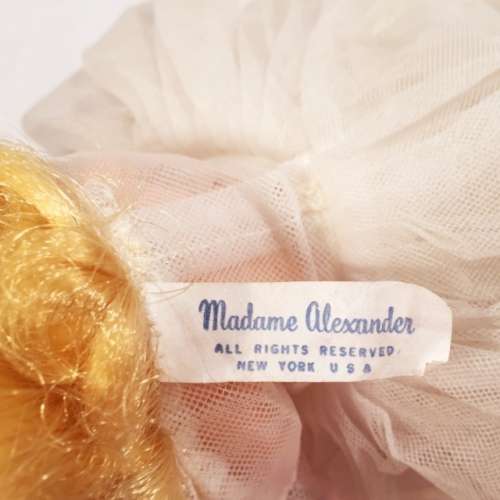 Madame Alexander
ALL RIGHTS RESERVED
NEW YORK U S A